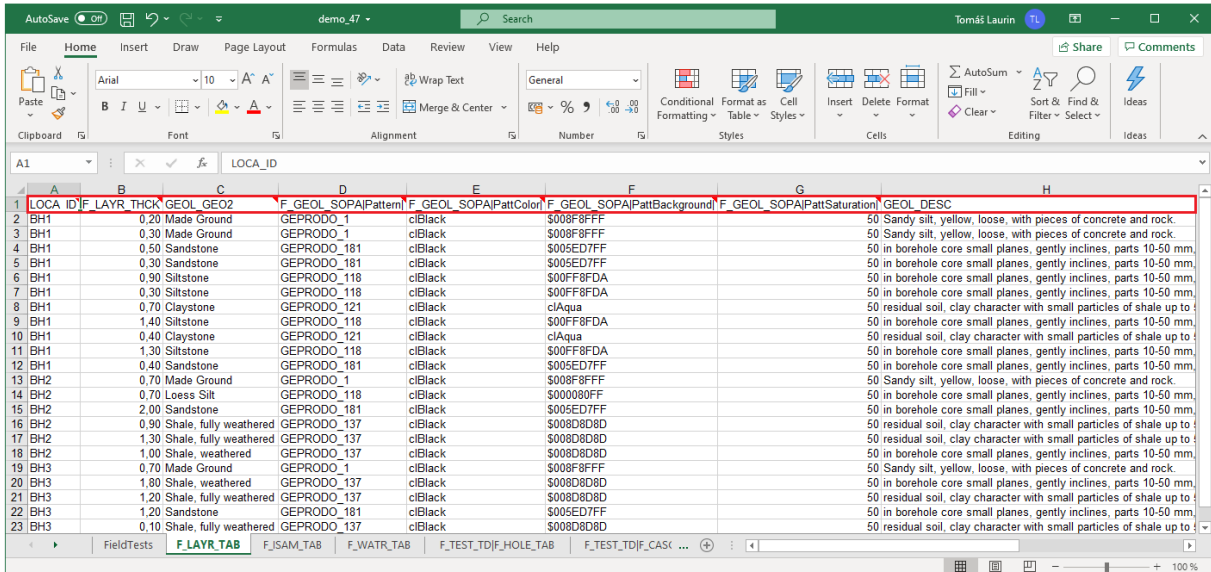 AutoSave Off demo_47 Search Tomáš Laurin TL
File Home Insert Draw Page Layout Formulas Data Review View Help Share Comments
Paste Arial 10 A A Wrap Text General Conditional Formatting Format as Table Cell Styles Insert Delete Format AutoSum Fill Clear Sort & Filter Find & Select Ideas
B I U A Merge & Center % 9 ,00
Clipboard Font Alignment Number Styles Cells Editing Ideas
A1 fx LOCA_ID
A B C D E F G H
1 LOCA_ID F_LAYR_THCK GEOL_GEO2 F_GEOL_SOPA|Pattern| F_GEOL_SOPA|PattColor| F_GEOL_SOPA|PattBackground| F_GEOL_SOPA|PattSaturation| GEOL_DESC
2 BH1 0,20 Made Ground GEPRODO_1 clBlack $008F8FFF 50 Sandy silt, yellow, loose, with pieces of concrete and rock.
3 BH1 0,30 Made Ground GEPRODO_1 clBlack $008F8FFF 50 Sandy silt, yellow, loose, with pieces of concrete and rock.
4 BH1 0,50 Sandstone GEPRODO_181 clBlack $005ED7FF 50 in borehole core small planes, gently inclines, parts 10-50 mm,
5 BH1 0,30 Sandstone GEPRODO_181 clBlack $005ED7FF 50 in borehole core small planes, gently inclines, parts 10-50 mm,
6 BH1 0,90 Siltstone GEPRODO_118 clBlack $00FF8FDA 50 in borehole core small planes, gently inclines, parts 10-50 mm,
7 BH1 0,30 Siltstone GEPRODO_118 clBlack $00FF8FDA 50 in borehole core small planes, gently inclines, parts 10-50 mm,
8 BH1 0,70 Claystone GEPRODO_121 clBlack clAqua 50 residual soil, clay character with small particles of shale up to
9 BH1 1,40 Siltstone GEPRODO_118 clBlack $00FF8FDA 50 in borehole core small planes, gently inclines, parts 10-50 mm,
10 BH1 0,40 Claystone GEPRODO_121 clBlack clAqua 50 residual soil, clay character with small particles of shale up to
11 BH1 1,30 Siltstone GEPRODO_118 clBlack $00FF8FDA 50 in borehole core small planes, gently inclines, parts 10-50 mm,
12 BH1 0,40 Sandstone GEPRODO_181 clBlack $005ED7FF 50 in borehole core small planes, gently inclines, parts 10-50 mm,
13 BH2 0,70 Made Ground GEPRODO_1 clBlack $008F8FFF 50 Sandy silt, yellow, loose, with pieces of concrete and rock.
14 BH2 0,70 Loess Silt GEPRODO_118 clBlack $000080FF 50 in borehole core small planes, gently inclines, parts 10-50 mm,
15 BH2 2,00 Sandstone GEPRODO_181 clBlack $005ED7FF 50 in borehole core small planes, gently inclines, parts 10-50 mm,
16 BH2 0,90 Shale, fully weathered GEPRODO_137 clBlack $008D8D8D 50 residual soil, clay character with small particles of shale up to
17 BH2 1,30 Shale, fully weathered GEPRODO_137 clBlack $008D8D8D 50 residual soil, clay character with small particles of shale up to
18 BH2 1,00 Shale, weathered GEPRODO_137 clBlack $008D8D8D 50 in borehole core small planes, gently inclines, parts 10-50 mm,
19 BH3 0,70 Made Ground GEPRODO_1 clBlack $008F8FFF 50 Sandy silt, yellow, loose, with pieces of concrete and rock.
20 BH3 1,80 Shale, weathered GEPRODO_137 clBlack $008D8D8D 50 in borehole core small planes, gently inclines, parts 10-50 mm,
21 BH3 1,20 Shale, fully weathered GEPRODO_137 clBlack $008D8D8D 50 residual soil, clay character with small particles of shale up to
22 BH3 1,20 Sandstone GEPRODO_181 clBlack $005ED7FF 50 in borehole core small planes, gently inclines, parts 10-50 mm,
23 BH3 0,10 Shale, fully weathered GEPRODO_137 clBlack $008D8D8D 50 residual soil, clay character with small particles of shale up to
FieldTests F_LAYR_TAB F_ISAM_TAB F_WATR_TAB F_TEST_TD|F_HOLE_TAB F_TEST_TD|F_CASC ...
100 %